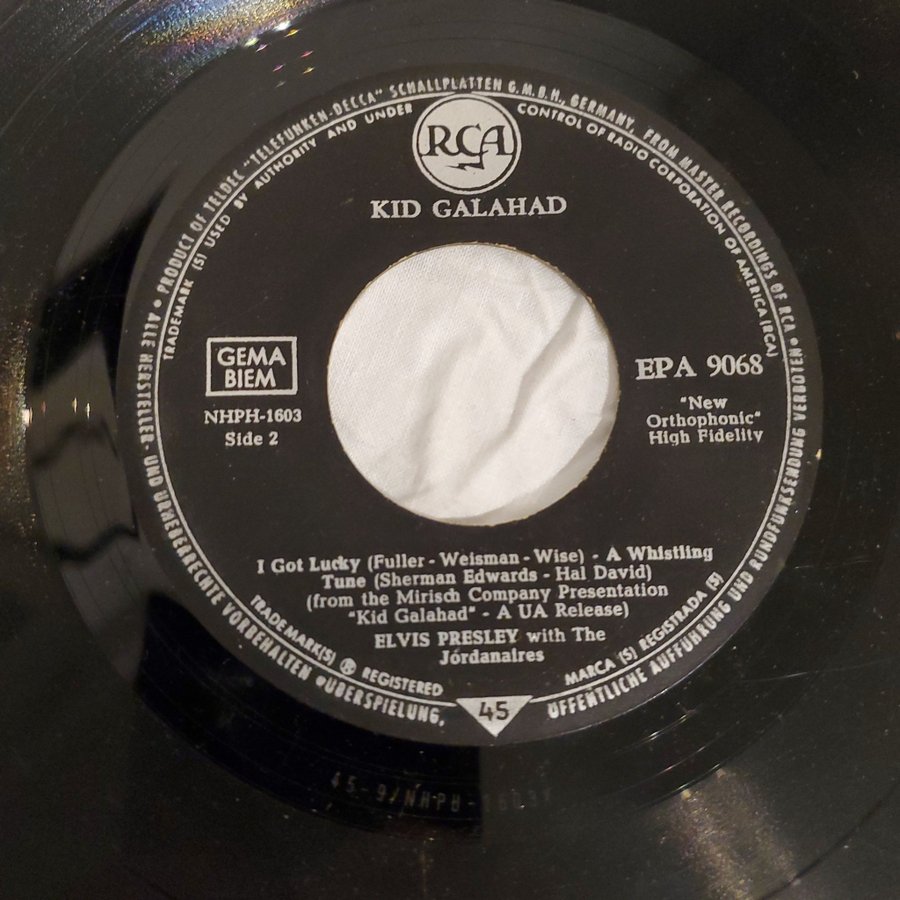 • PRODUCT OF TELDEC "TELEFUNKEN-DECCA" SCHALLPLATTEN G.M.B.H., GERMANY, FROM MASTER RECORDINGS OF RCA •
TRADEMARK (S) USED BY AUTHORITY AND UNDER CONTROL OF RADIO CORPORATION OF AMERICA (RCA)
RCA
KID GALAHAD
GEMA
BIEM
NHPH-1603
Side 2
EPA 9068
"New
Orthophonic"
High Fidelity
I Got Lucky (Fuller - Weisman - Wise) - A Whistling
Tune (Sherman Edwards - Hal David)
(from the Mirisch Company Presentation
"Kid Galahad" - A UA Release)
ELVIS PRESLEY with The
Jordanaires
TRADEMARK(S) ® REGISTERED
MARCA (S) REGISTRADA (S)
ALLE HERSTELLER- UND URHEBERRECHTE VORBEHALTEN • ÜBERSPIELUNG, ÖFFENTLICHE AUFFÜHRUNG UND RUNDFUNKSENDUNG VERBOTEN
45